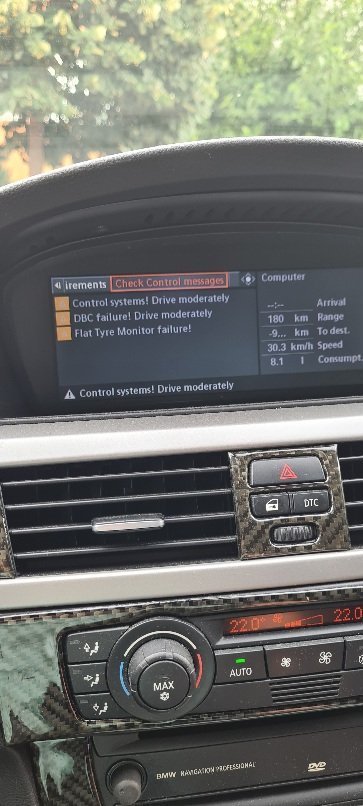 irements Check Control messages
Control systems! Drive moderately
DBC failure! Drive moderately
Flat Tyre Monitor failure!
Control systems! Drive moderately
Computer
--:-- Arrival
180 km Range
-9... km To dest.
30.3 km/h Speed
8.1 l Consumpt.
DTC
22.0° 22.0
MAX
AUTO
BMW NAVIGATION PROFESSIONAL
DVD